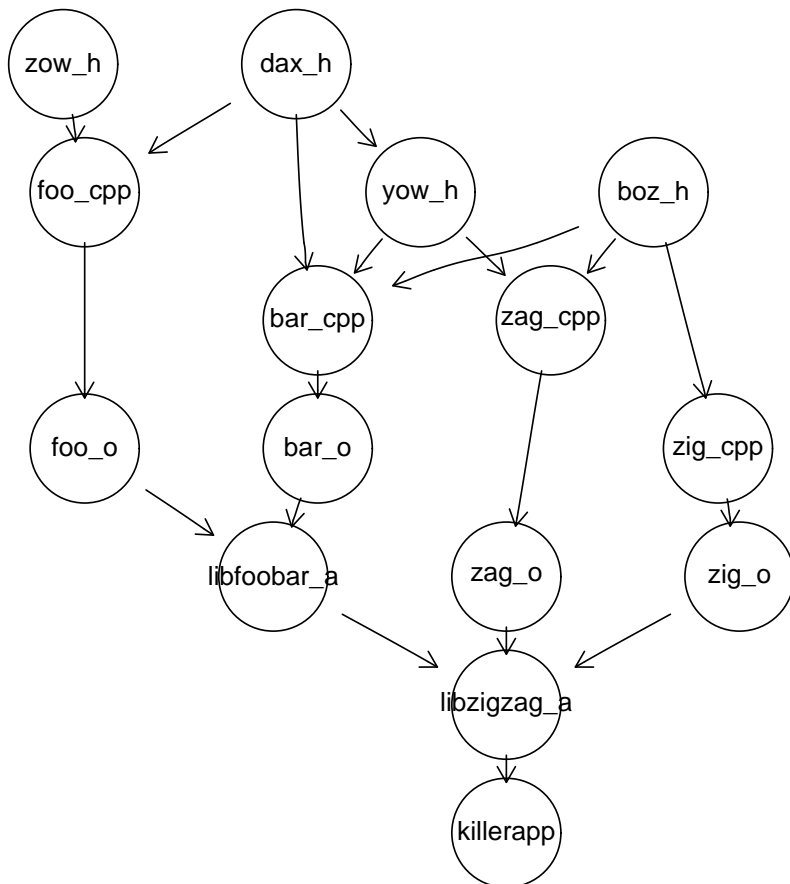 zow_h
dax_h
foo_cpp
yow_h
boz_h
bar_cpp
zag_cpp
foo_o
bar_o
zig_cpp
libfoobar_a
zag_o
zig_o
libzigzag_a
killerapp